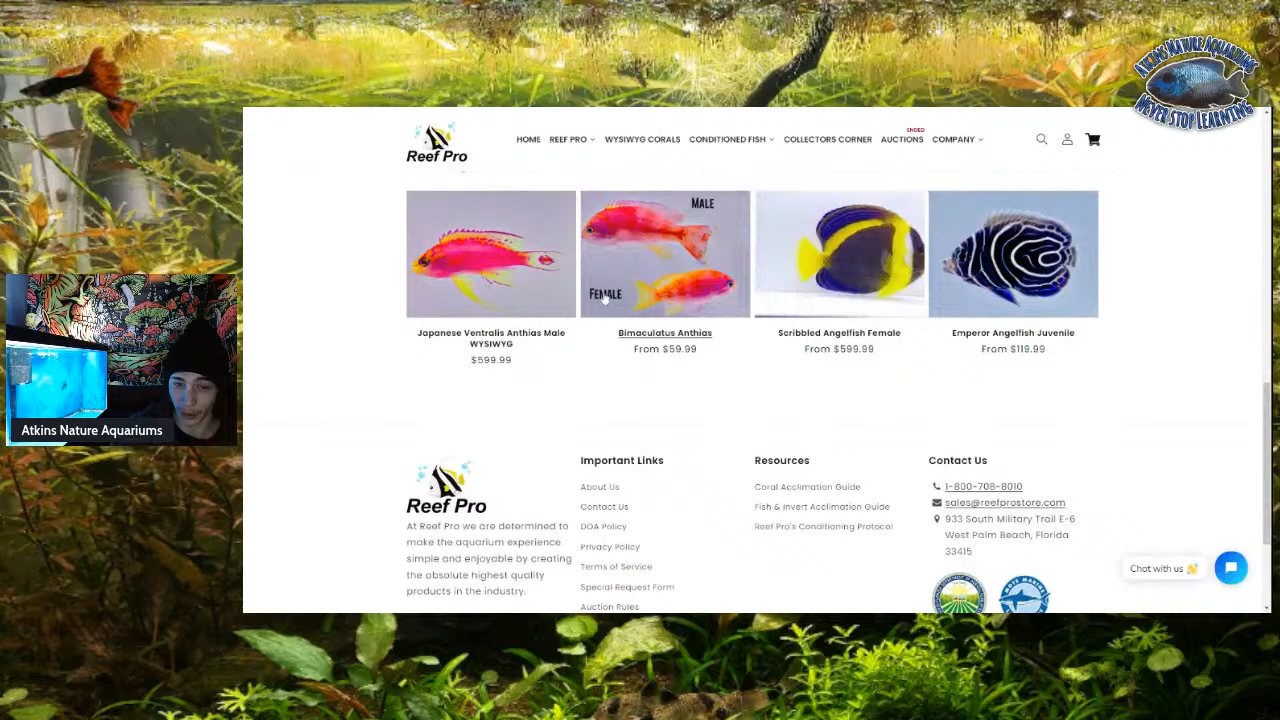 ATKINS NATURE AQUARIUMS
NEVER STOP LEARNING
Reef Pro
HOME REEF PRO WYSIWYG CORALS CONDITIONED FISH COLLECTORS CORNER AUCTIONS ENDED COMPANY
MALE
FEMALE
Japanese Ventralis Anthias Male
WYSIWYG
$599.99
Bimaculatus Anthias
From $59.99
Scribbled Angelfish Female
From $599.99
Emperor Angelfish Juvenile
From $119.99
Atkins Nature Aquariums
Reef Pro
At Reef Pro we are determined to
make the aquarium experience
simple and enjoyable by creating
the absolute highest quality
products in the industry.
Important Links
About Us
Contact Us
DOA Policy
Privacy Policy
Terms of Service
Special Request Form
Auction Rules
Resources
Coral Acclimation Guide
Fish & Invert Acclimation Guide
Reef Pro's Conditioning Protocol
Contact Us
1-800-708-8010
sales@reefprostore.com
933 South Military Trail E-6
West Palm Beach, Florida
33415
Chat with us 👋